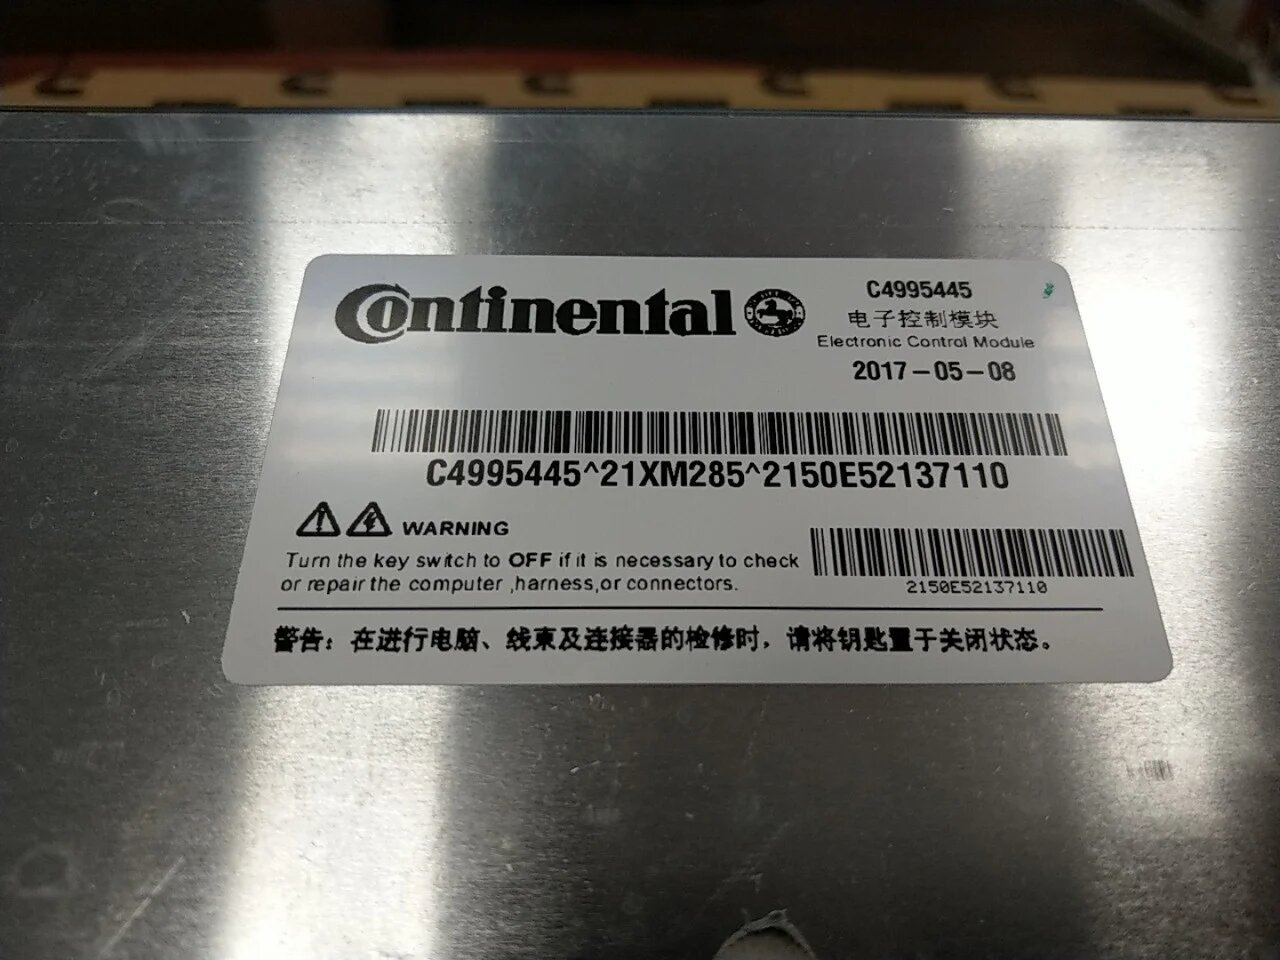 Continental
C4995445
电子控制模块
Electronic Control Module
2017-05-08
C4995445^21XM285^2150E52137110
WARNING
Turn the key switch to OFF if it is necessary to check
or repair the computer ,harness,or connectors.
2150E52137110
警告：在进行电脑、线束及连接器的检修时，请将钥匙置于关闭状态。